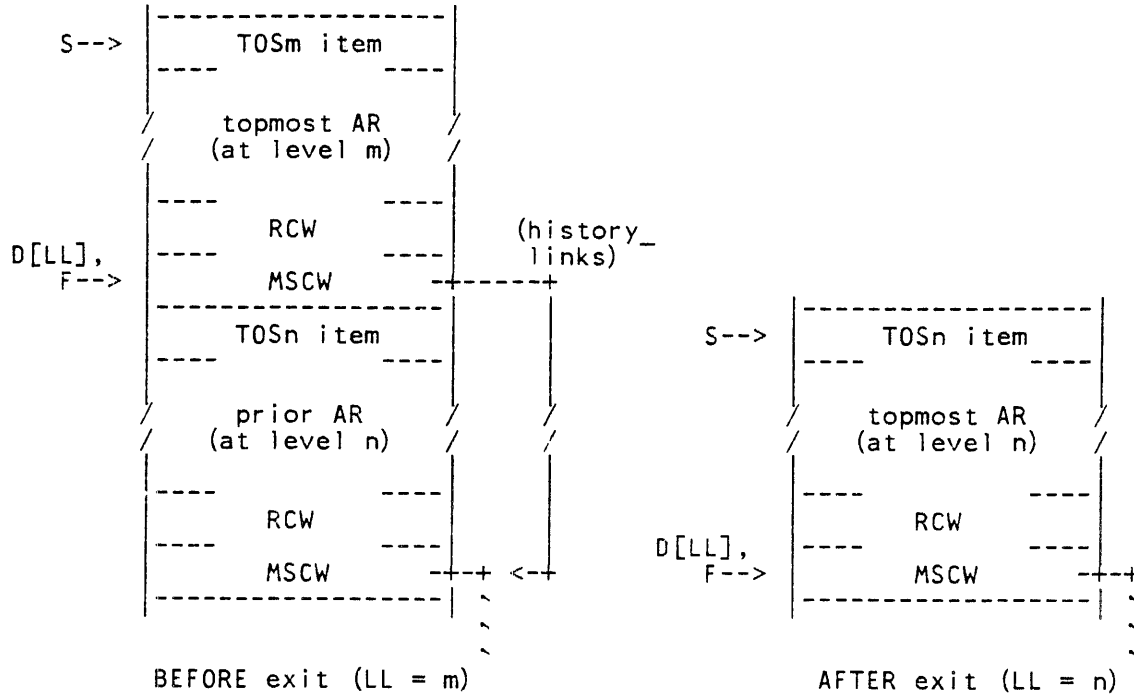 S--> TOSm item
topmost AR
(at level m)
RCW
(history_
links)
D[LL],
F--> MSCW
TOSn item
prior AR
(at level n)
RCW
MSCW
BEFORE exit (LL = m)
S--> TOSn item
topmost AR
(at level n)
RCW
D[LL],
F--> MSCW
AFTER exit (LL = n)